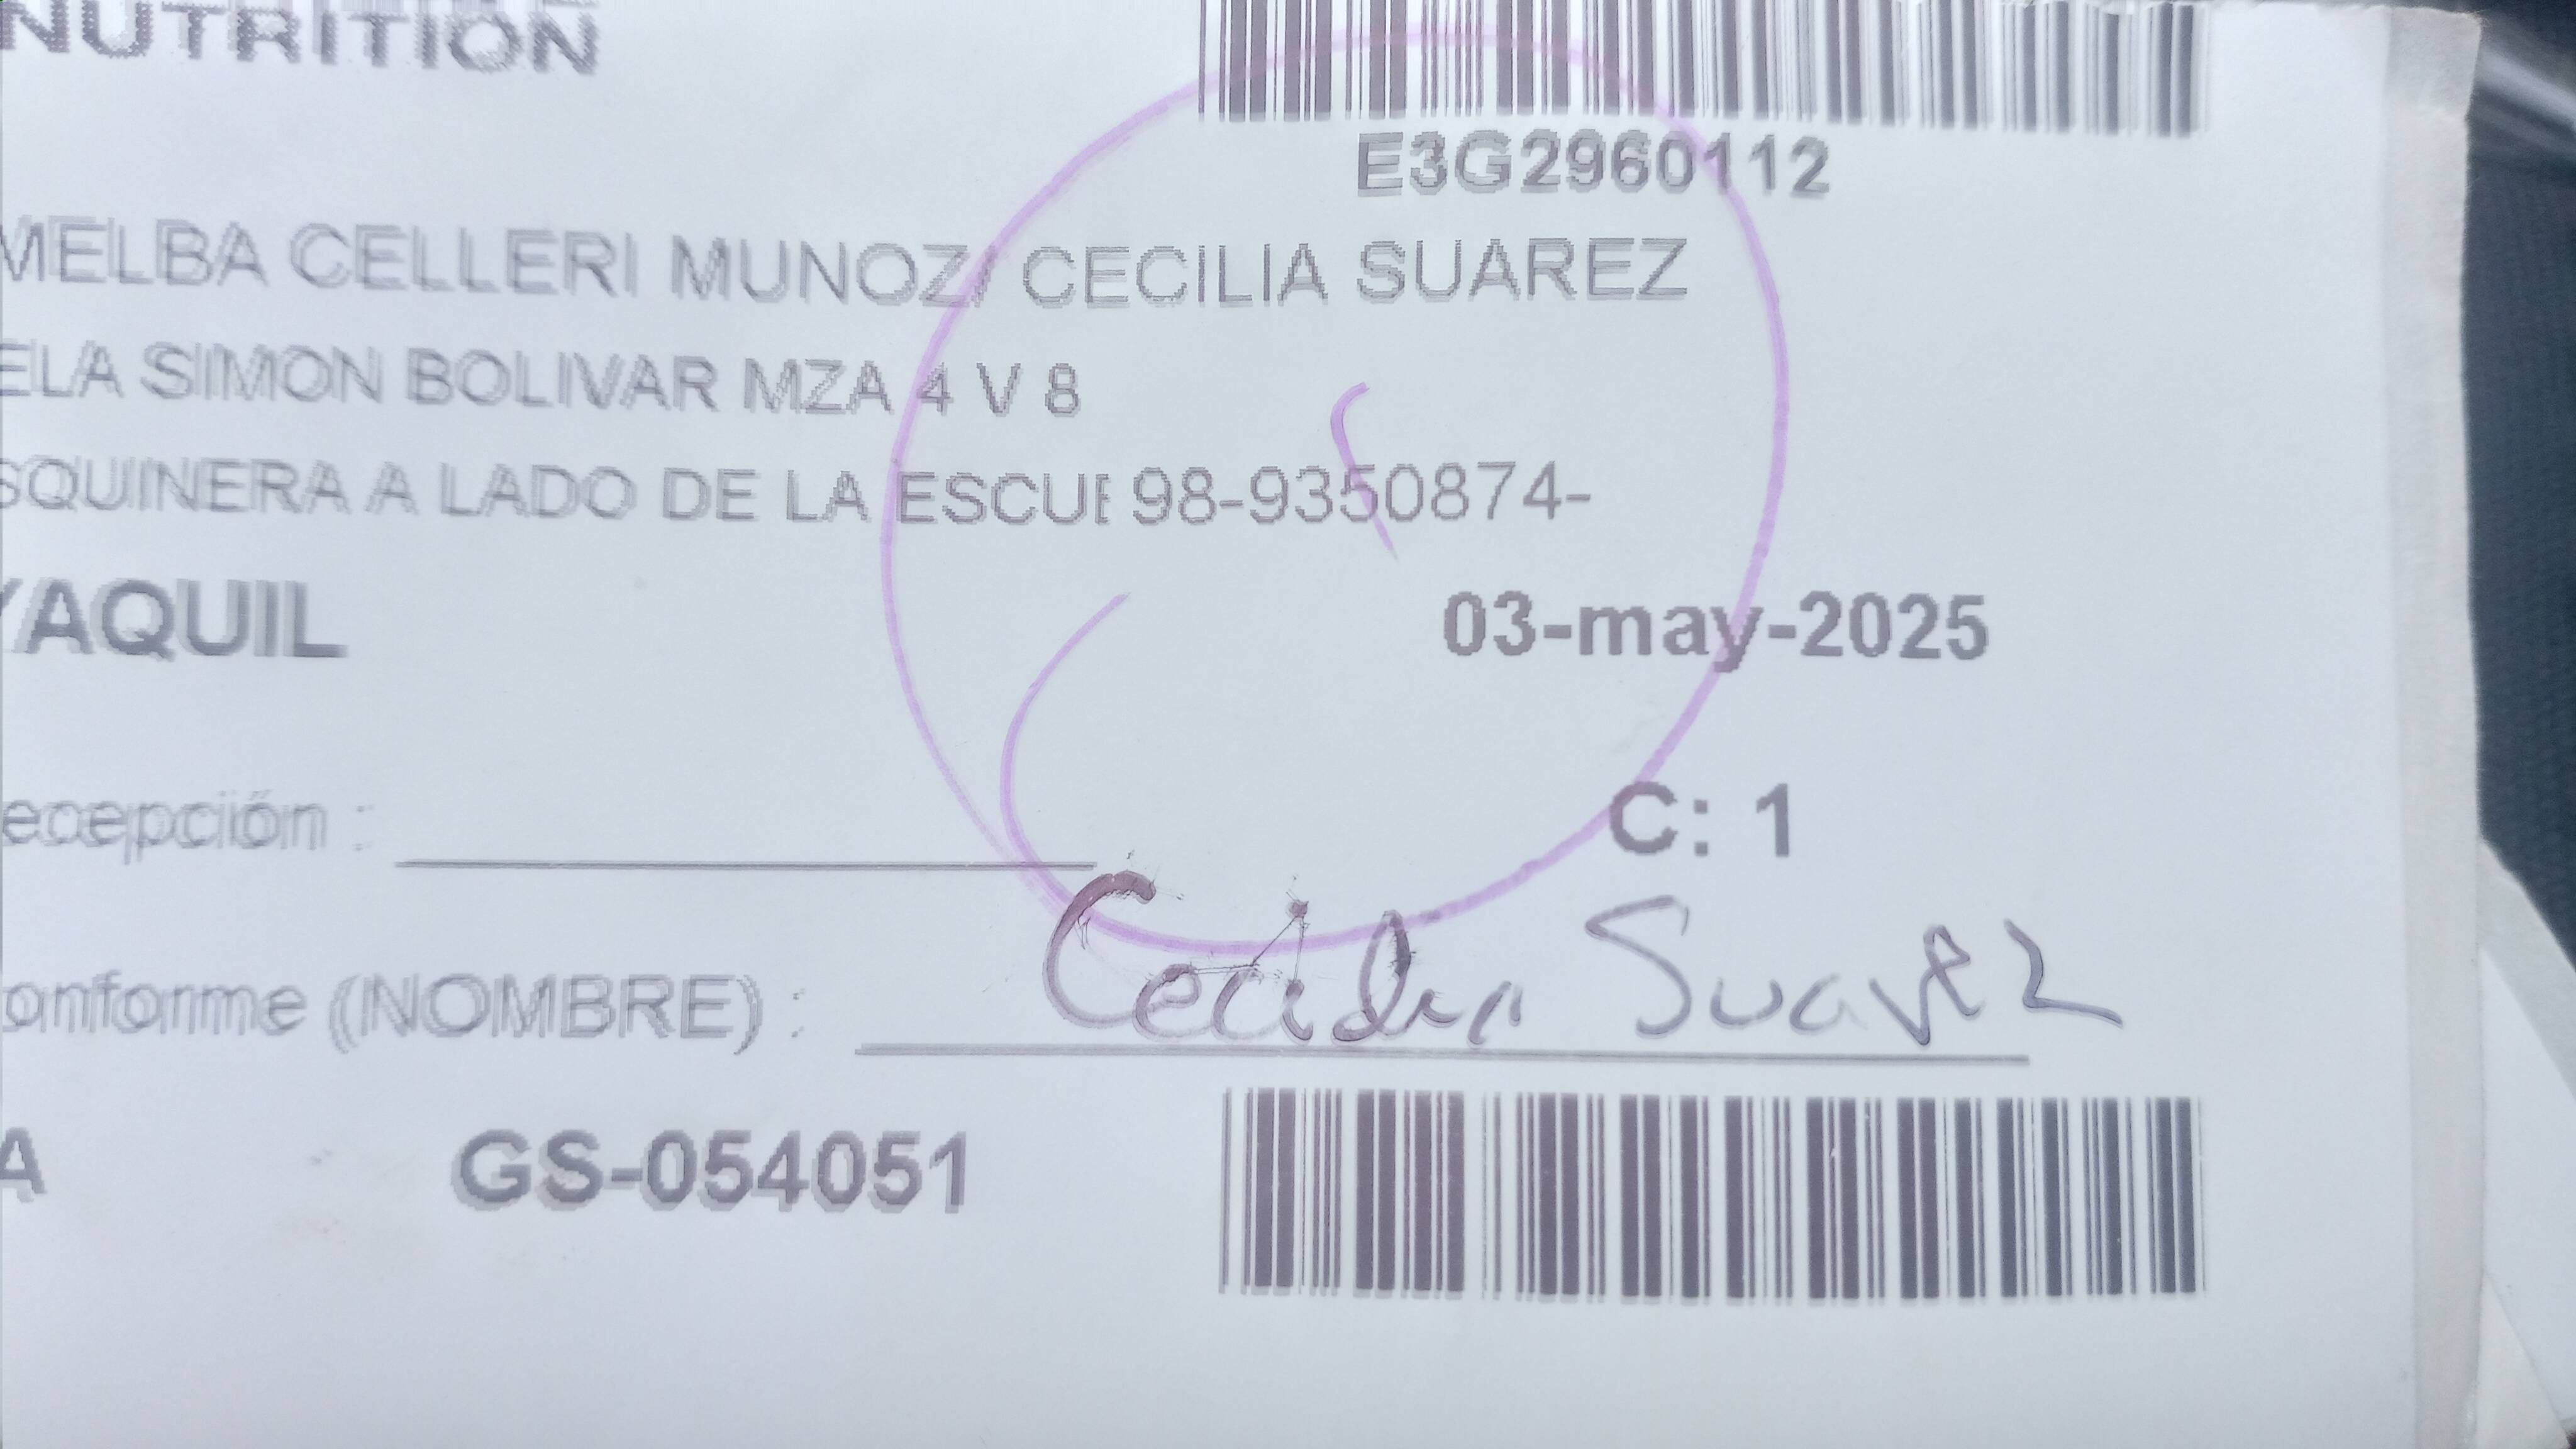 NUTRITION
E3G2960112
MELBA CELLERI MUNOZ/ CECILIA SUAREZ
ELA SIMON BOLIVAR MZA 4 V 8
SQUINERA A LADO DE LA ESCUE 98-9350874-
YAQUIL
03-may-2025
ecepción :
C: 1
onforme (NOMBRE) : Cecilia Suarez
A GS-054051